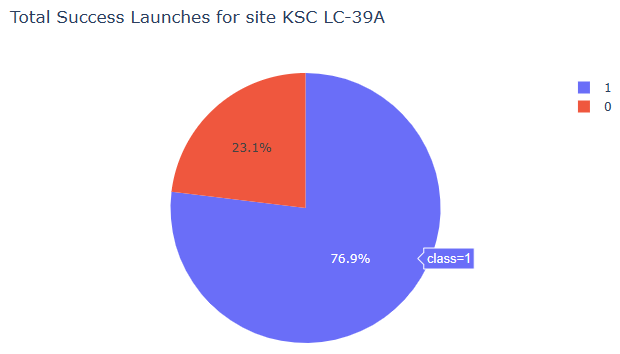 Total Success Launches for site KSC LC-39A
1
0
23.1%
76.9%
class=1